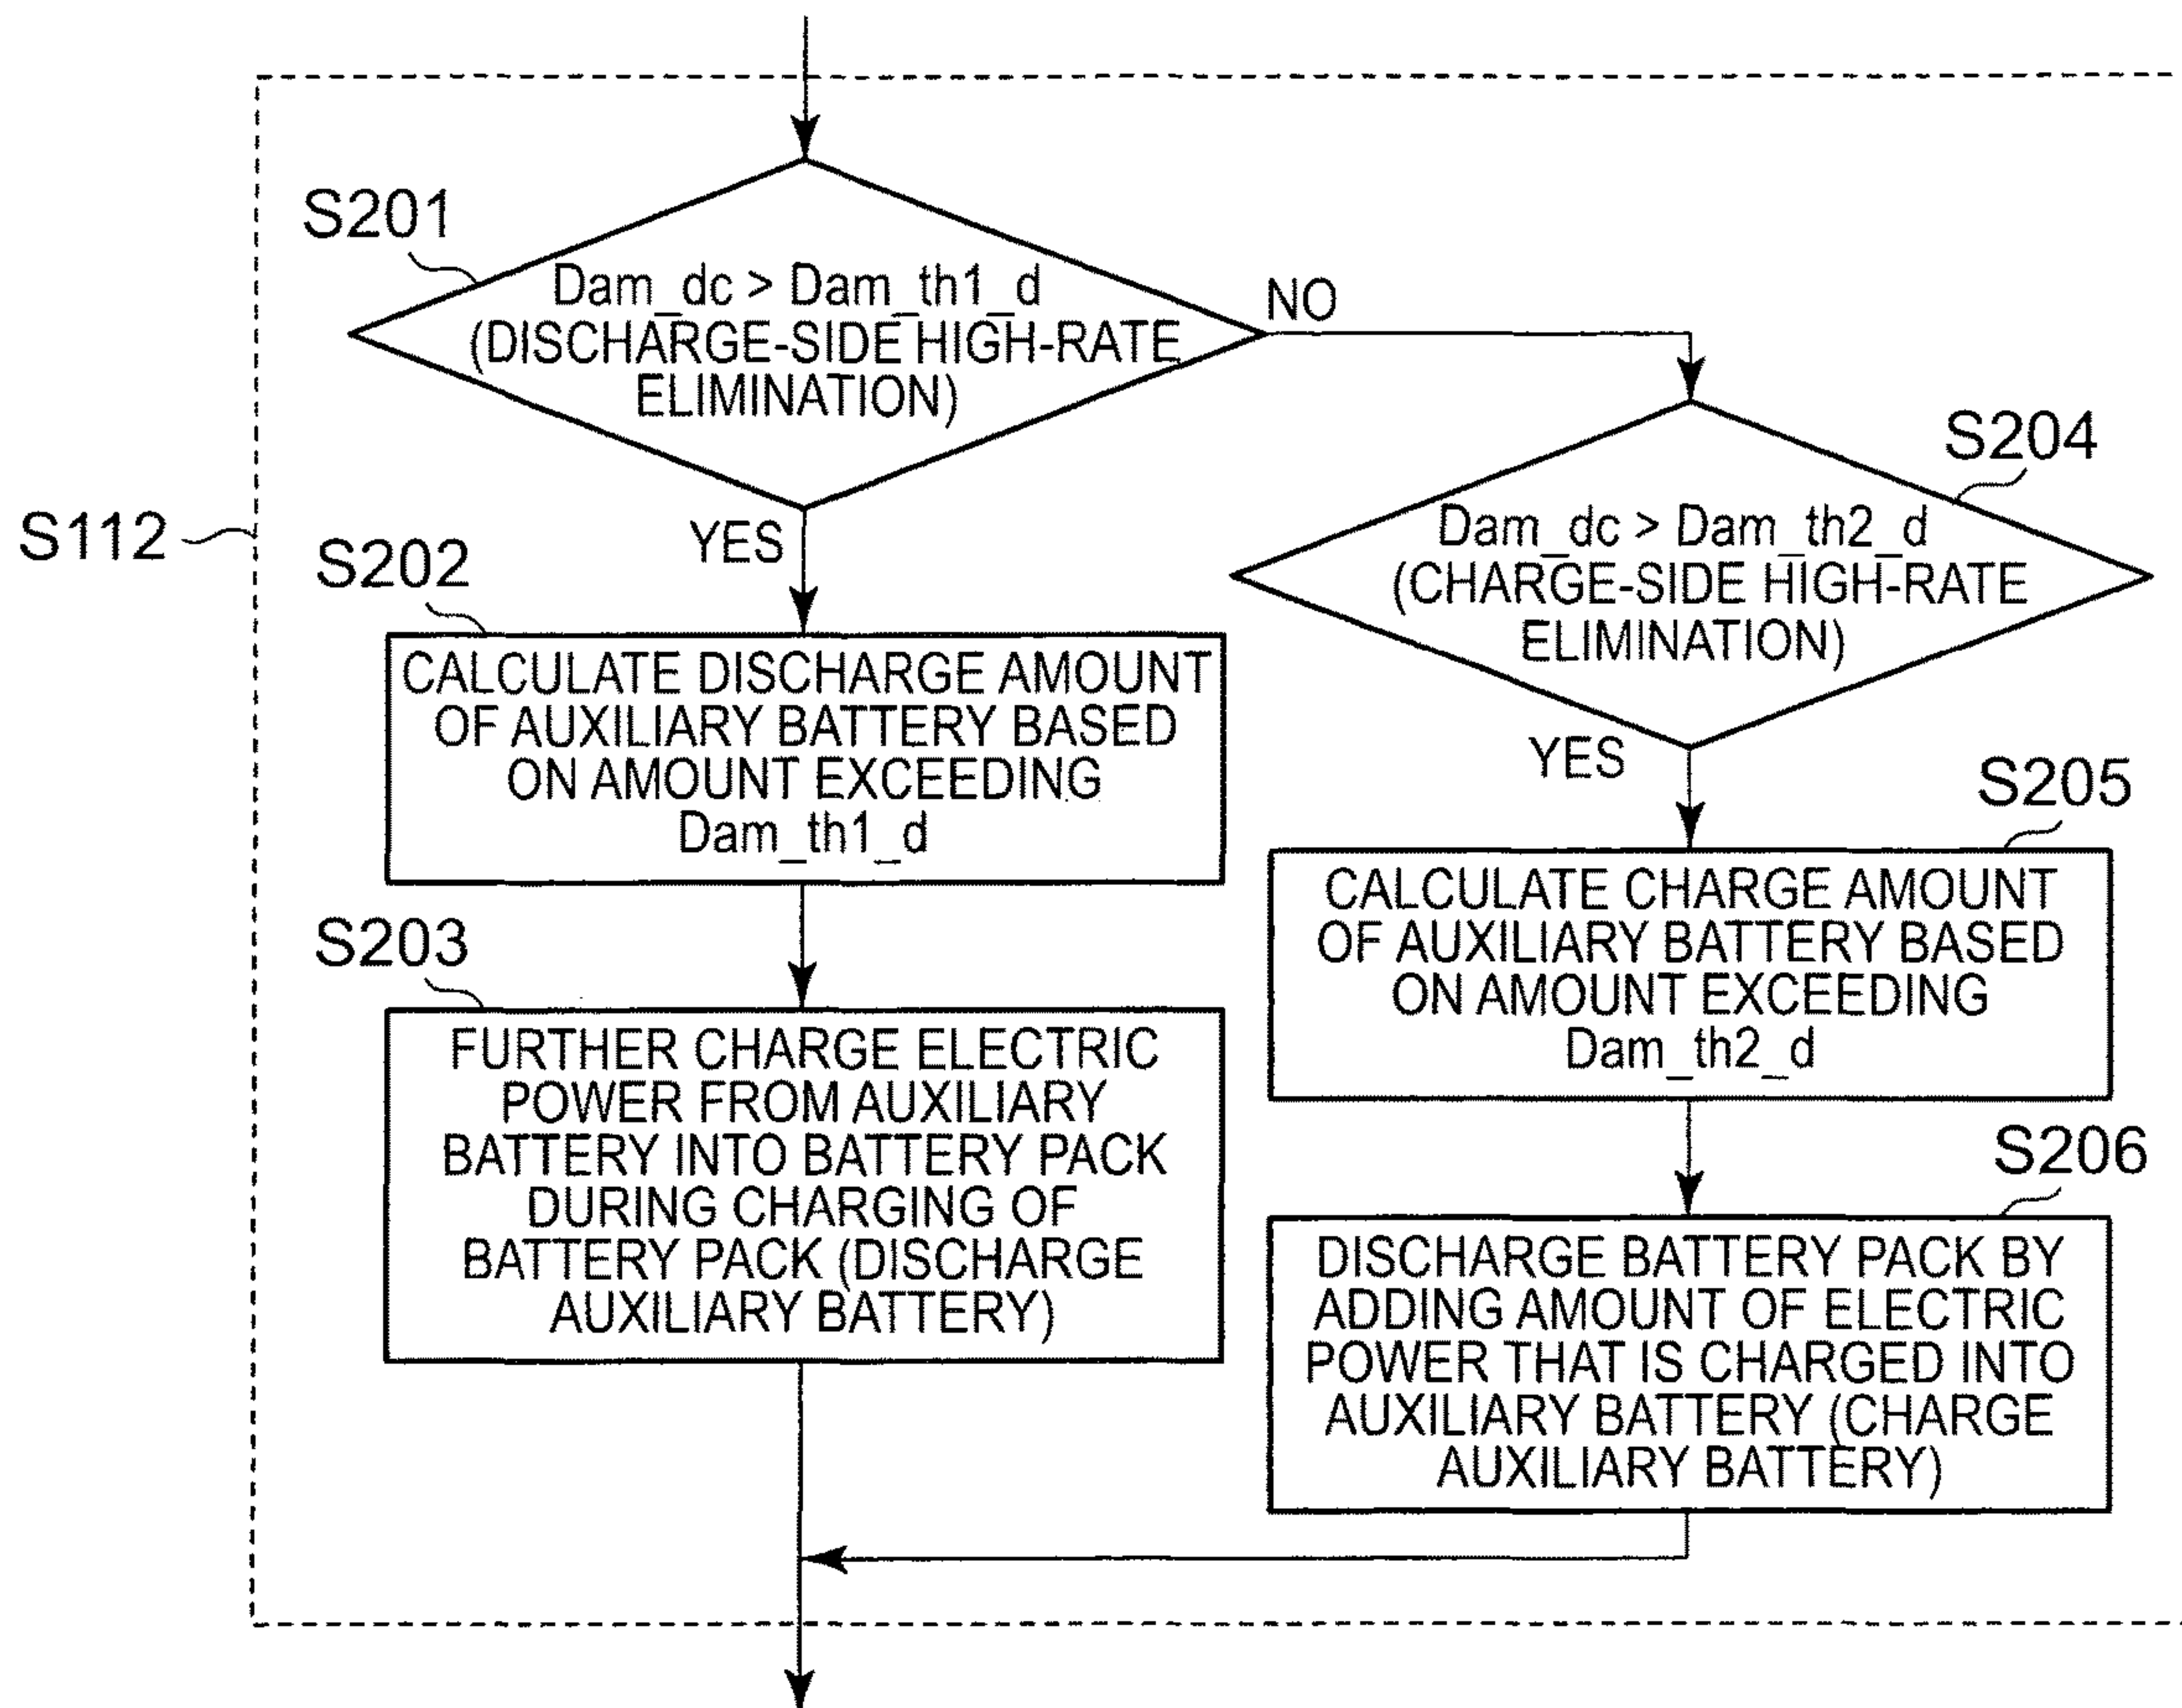 S201
Dam_dc > Dam_th1_d
(DISCHARGE-SIDE HIGH-RATE
ELIMINATION)
NO
YES
S112
S202
CALCULATE DISCHARGE AMOUNT
OF AUXILIARY BATTERY BASED
ON AMOUNT EXCEEDING
Dam_th1_d
S203
FURTHER CHARGE ELECTRIC
POWER FROM AUXILIARY
BATTERY INTO BATTERY PACK
DURING CHARGING OF
BATTERY PACK (DISCHARGE
AUXILIARY BATTERY)
S204
Dam_dc > Dam_th2_d
(CHARGE-SIDE HIGH-RATE
ELIMINATION)
YES
S205
CALCULATE CHARGE AMOUNT
OF AUXILIARY BATTERY BASED
ON AMOUNT EXCEEDING
Dam_th2_d
S206
DISCHARGE BATTERY PACK BY
ADDING AMOUNT OF ELECTRIC
POWER THAT IS CHARGED INTO
AUXILIARY BATTERY (CHARGE
AUXILIARY BATTERY)